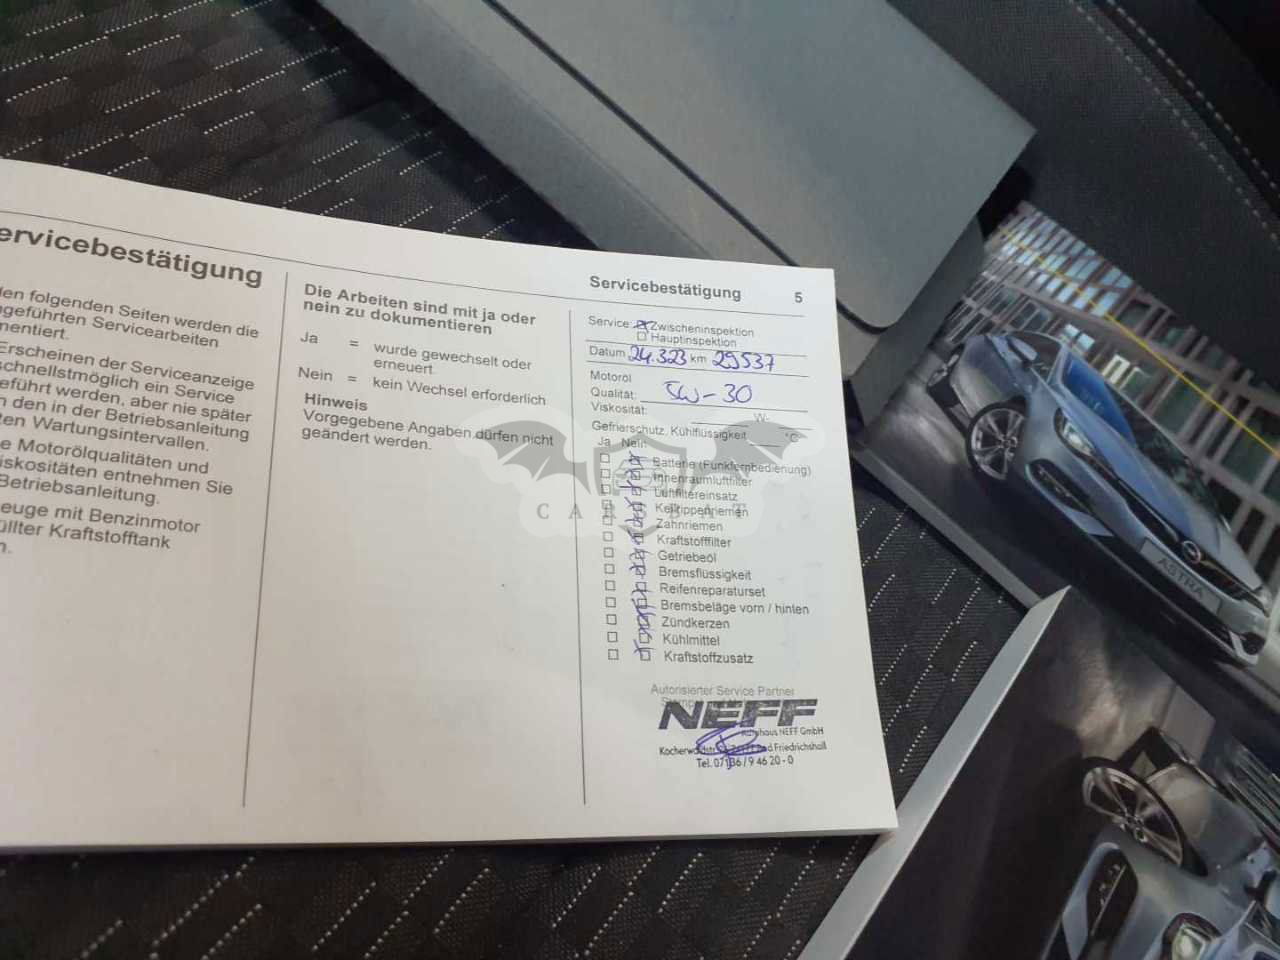 ervicebestätigung
den folgenden Seiten werden die
geführten Servicearbeiten
mentiert.
Erscheinen der Serviceanzeige
schnellstmöglich ein Service
eführt werden, aber nie später
n den in der Betriebsanleitung
ten Wartungsintervallen.
e Motorölqualitäten und
iskositäten entnehmen Sie
Betriebsanleitung.
euge mit Benzinmotor
üllter Kraftstofftank
n.
Die Arbeiten sind mit ja oder
nein zu dokumentieren
Ja = wurde gewechselt oder
erneuert
Nein = kein Wechsel erforderlich
Hinweis
Vorgegebene Angaben dürfen nicht
geändert werden.
Servicebestätigung 5
Service: Zwischeninspektion
Hauptinspektion
Datum 24.3.23 km 29537
Motoröl
Qualität: 5W-30
Viskosität: W-
Gefrierschutz, Kühlflüssigkeit °C
Ja Nein
Batterie (Funkfernbedienung)
Innenraumluftfilter
Luftfiltereinsatz
Keilrippenriemen
Zahnriemen
Kraftstofffilter
Getriebeöl
Bremsflüssigkeit
Reifenreparaturset
Bremsbeläge vorn / hinten
Zündkerzen
Kühlmittel
Kraftstoffzusatz
Autorisierter Service Partner
NEFF
Autohaus NEFF GmbH
Kocherwaldstr. Bad Friedrichshall
Tel. 07136 / 9 46 20 - 0
CARSBAT
ASTRA